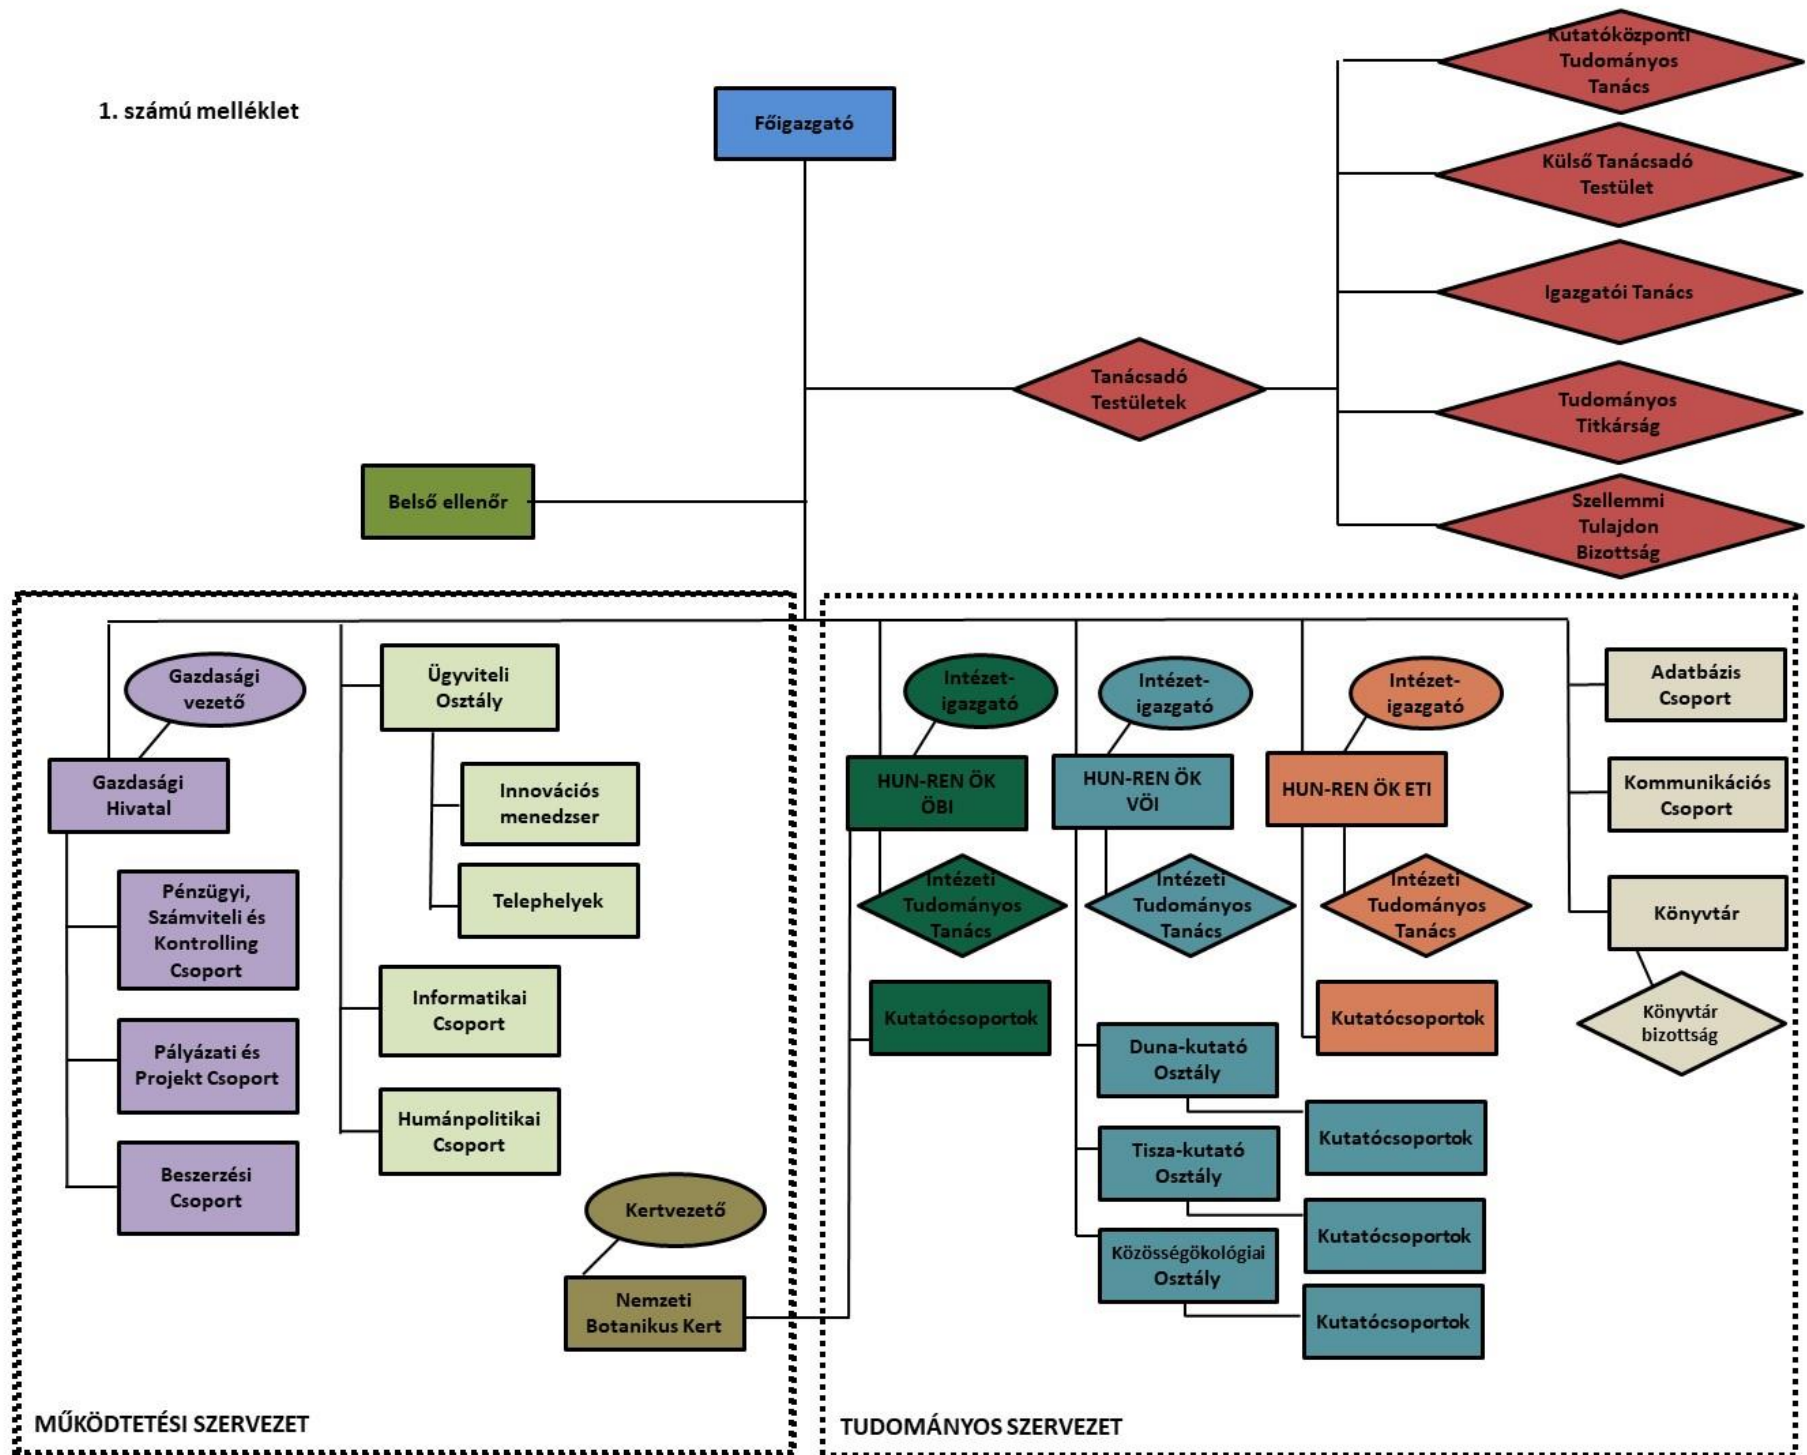 1. számú melléklet
Főigazgató
Kutatóközponti
Tudományos
Tanács
Külső Tanácsadó
Testület
Igazgatói Tanács
Tanácsadó
Testületek
Tudományos
Titkárság
Szellemmi
Tulajdon
Bizottság
Belső ellenőr
Gazdasági
vezető
Gazdasági
Hivatal
Pénzügyi,
Számviteli és
Kontrolling
Csoport
Pályázati és
Projekt Csoport
Beszerzési
Csoport
Ügyviteli
Osztály
Innovációs
menedzser
Telephelyek
Informatikai
Csoport
Humánpolitikai
Csoport
Kertvezető
Nemzeti
Botanikus Kert
MŰKÖDTETÉSI SZERVEZET
Intézet-
igazgató
HUN-REN ÖK
ÖBI
Intézeti
Tudományos
Tanács
Kutatócsoportok
Intézet-
igazgató
HUN-REN ÖK
VÖI
Intézeti
Tudományos
Tanács
Duna-kutató
Osztály
Kutatócsoportok
Tisza-kutató
Osztály
Kutatócsoportok
Közösségökológiai
Osztály
Kutatócsoportok
Intézet-
igazgató
HUN-REN ÖK ETI
Intézeti
Tudományos
Tanács
Kutatócsoportok
Adatbázis
Csoport
Kommunikációs
Csoport
Könyvtár
Könyvtár
bizottság
TUDOMÁNYOS SZERVEZET